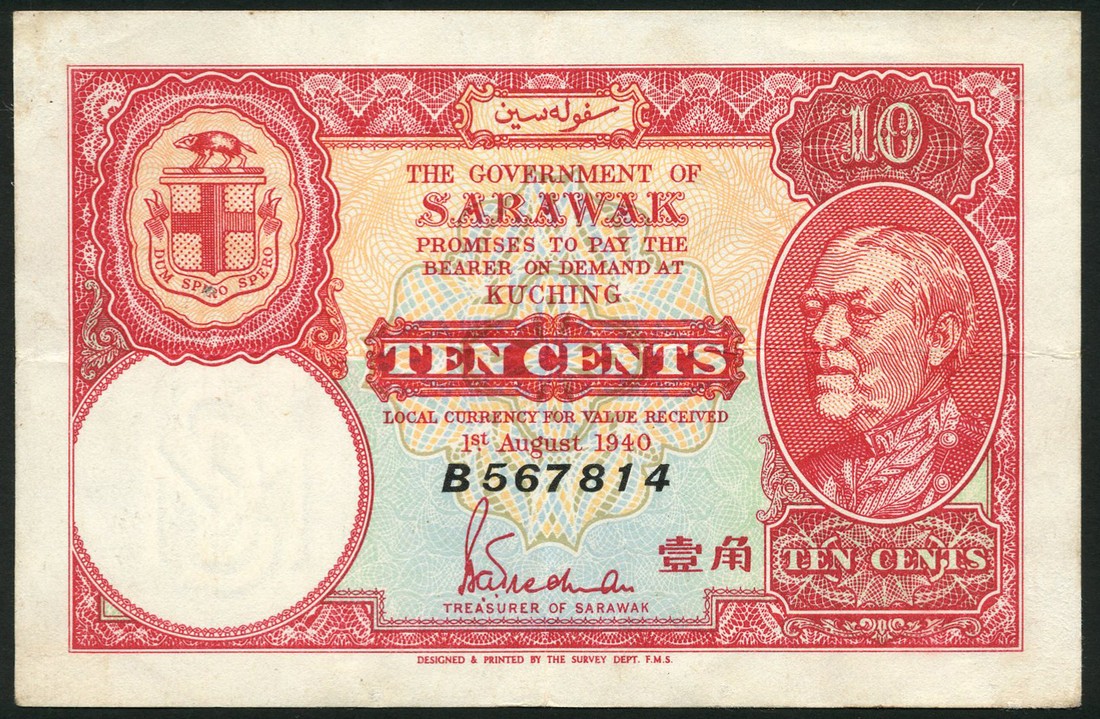 سفوله سين
10
THE GOVERNMENT OF
SARAWAK
PROMISES TO PAY THE
BEARER ON DEMAND AT
KUCHING
DUM SPIRO SPERO
TEN CENTS
LOCAL CURRENCY FOR VALUE RECEIVED
1st August 1940
B567814
壹角
TEN CENTS
TREASURER OF SARAWAK
DESIGNED & PRINTED BY THE SURVEY DEPT. F.M.S.